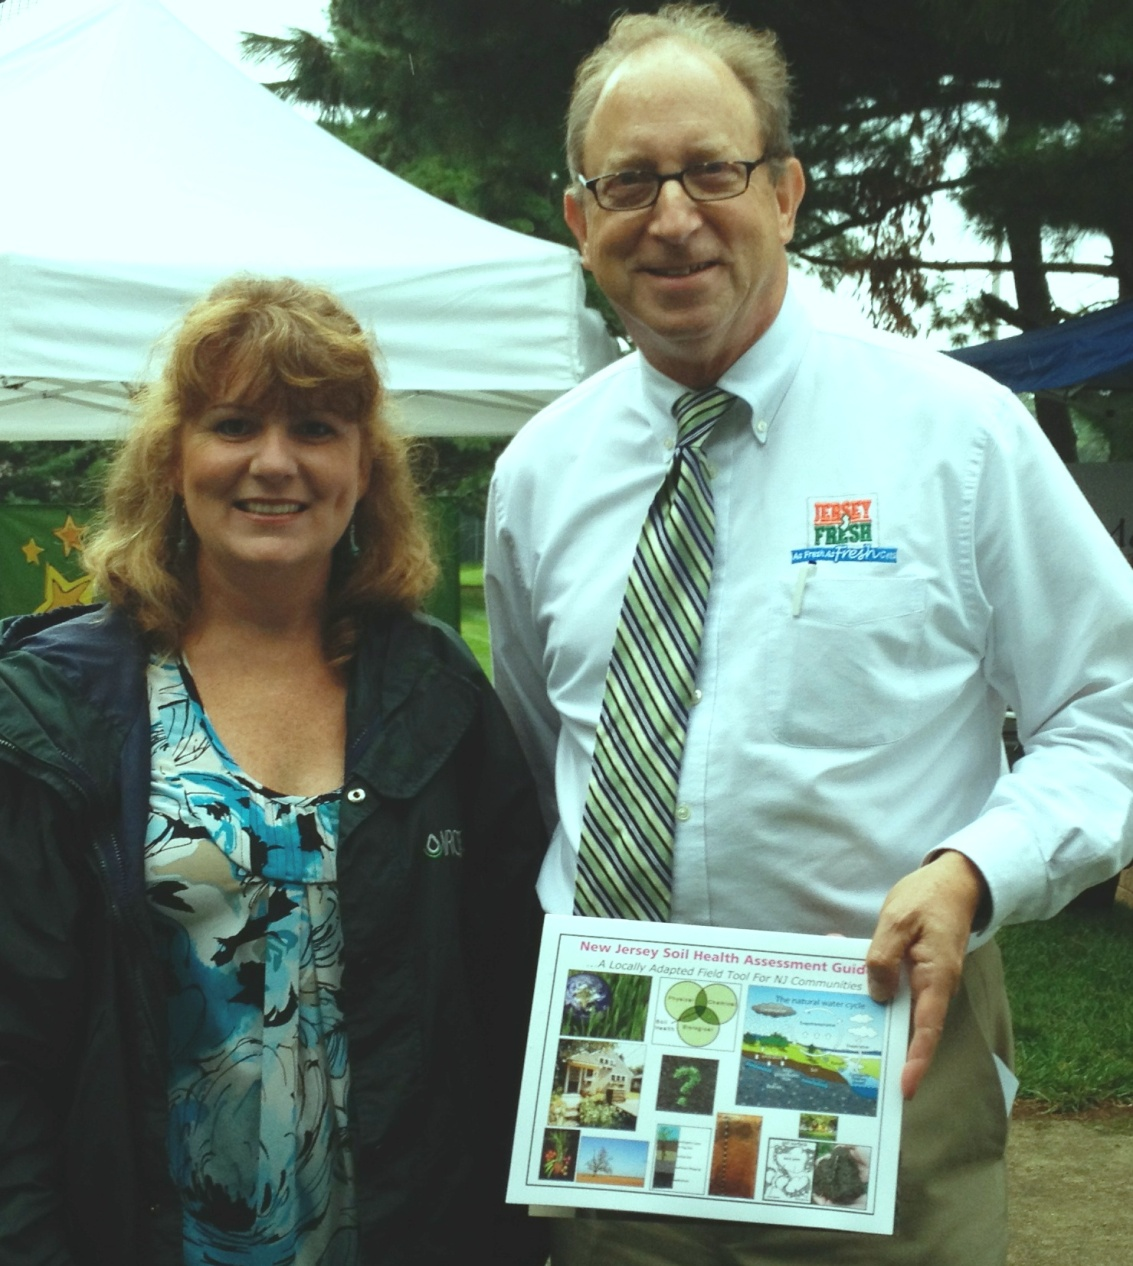 JERSEY
FRESH
As Fresh As Fresh Gets
NRCS
New Jersey Soil Health Assessment Guide
...A Locally Adapted Field Tool For NJ Communities
Physical
Chemical
Soil
Health
Biological
The natural water cycle